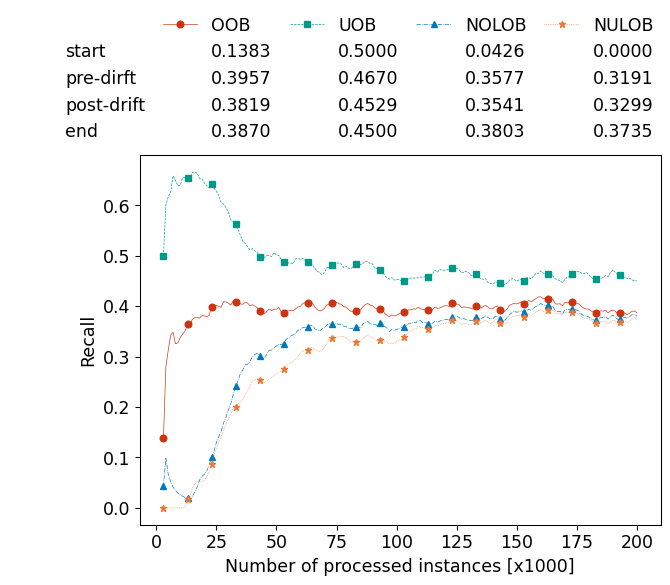 OOB UOB NOLOB NULOB
start 0.1383 0.5000 0.0426 0.0000
pre-dirft 0.3957 0.4670 0.3577 0.3191
post-drift 0.3819 0.4529 0.3541 0.3299
end 0.3870 0.4500 0.3803 0.3735
0.6
0.5
0.4
0.3
0.2
0.1
0.0
Recall
0 25 50 75 100 125 150 175 200
Number of processed instances [x1000]